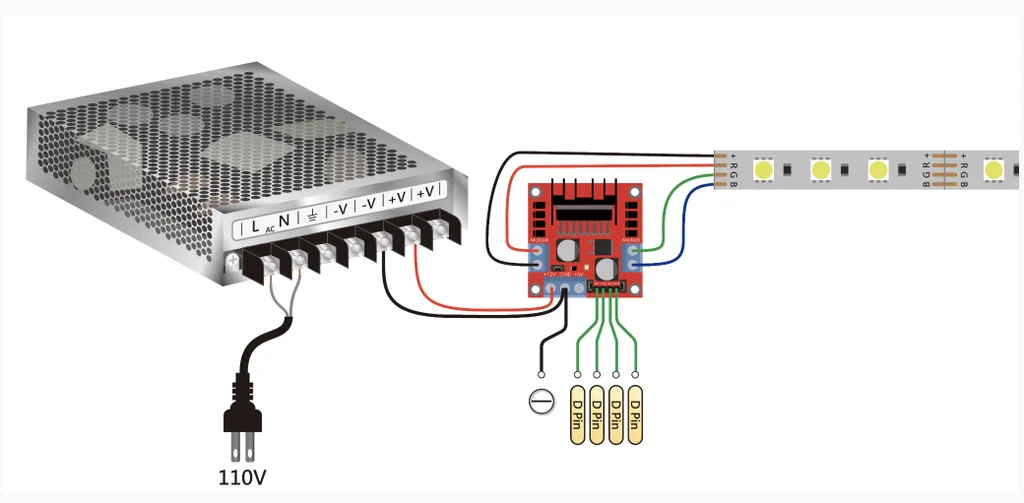 L AC N -V -V +V +V
+ R G B
B G R +
+ R G B
MotorA
MotorB
+12V GND +5V
D Pin
D Pin
D Pin
D Pin
110V